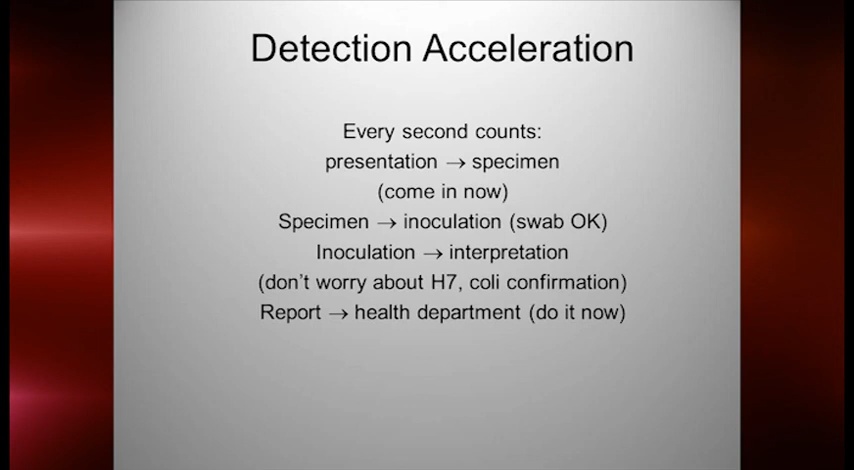 Detection Acceleration
Every second counts:
presentation → specimen
(come in now)
Specimen → inoculation (swab OK)
Inoculation → interpretation
(don't worry about H7, coli confirmation)
Report → health department (do it now)